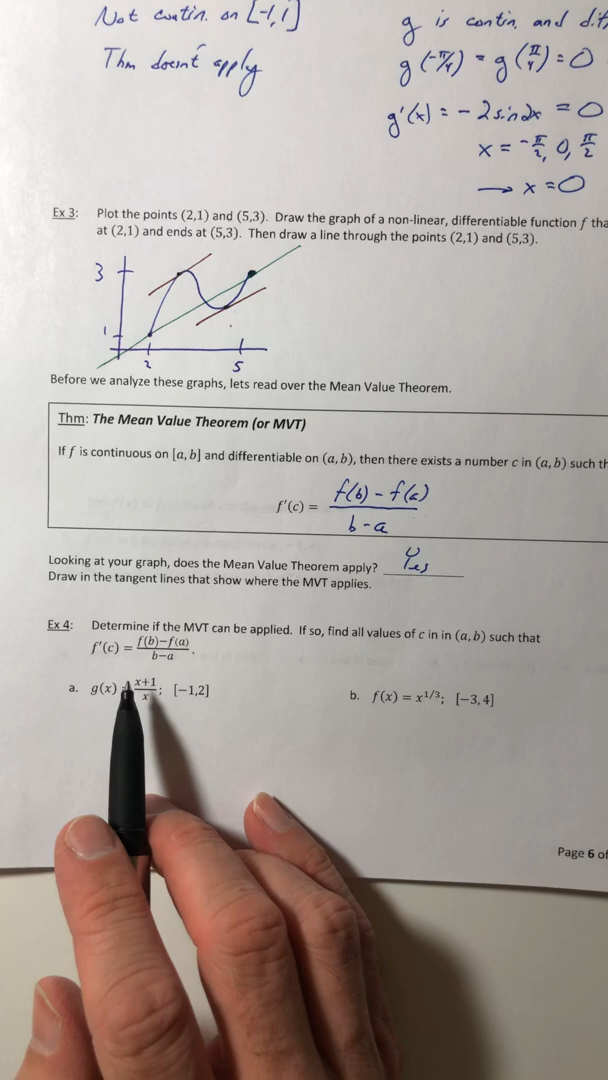 Not contin. on [-1,1]
Thm doesn't apply
g is contin. and
g(-π/4) = g(π/4) = 0
g'(x) = -2sin2x = 0
x = -π/2, 0, π/2
→ x = 0
Ex 3: Plot the points (2,1) and (5,3). Draw the graph of a non-linear, differentiable function f
at (2,1) and ends at (5,3). Then draw a line through the points (2,1) and (5,3).
3
1
2 5
Before we analyze these graphs, lets read over the Mean Value Theorem.
Thm: The Mean Value Theorem (or MVT)
If f is continuous on [a, b] and differentiable on (a, b), then there exists a number c in (a, b) such
f'(c) = f(b) - f(a) / b - a
Looking at your graph, does the Mean Value Theorem apply? Yes
Draw in the tangent lines that show where the MVT applies.
Ex 4: Determine if the MVT can be applied. If so, find all values of c in in (a, b) such that
f'(c) = f(b)−f(a) / b−a.
a. g(x) = x+1 / x; [−1,2]
b. f(x) = x^1/3; [−3, 4]
Page 6 of